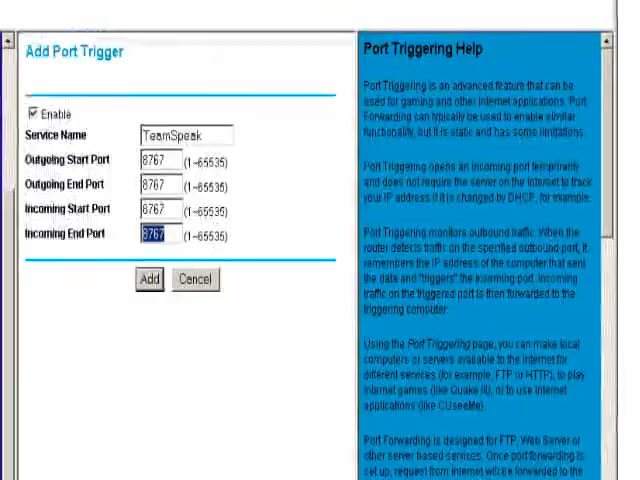 Add Port Trigger
Enable
Service Name TeamSpeak
Outgoing Start Port 8767 (1~65535)
Outgoing End Port 8767 (1~65535)
Incoming Start Port 8767 (1~65535)
Incoming End Port 8767 (1~65535)
Add Cancel
Port Triggering Help
Port Triggering is an advanced feature that can be
used for gaming and other internet applications. Port
Forwarding can typically be used to enable similar
functionality, but it is static and has some limitations.
Port Triggering opens an incoming port temporarily
and does not require the server on the internet to track
your IP address if it is changed by DHCP, for example.
Port Triggering monitors outbound traffic. When the
router detects traffic on the specified outbound port, it
remembers the IP address of the computer that sent
the data and "triggers" the incoming port. Incoming
traffic on the triggered port is then forwarded to the
triggering computer.
Using the Port Triggering page, you can make local
computers or servers available to the Internet for
different services (for example, FTP or HTTP), to play
Internet games (like Quake III), or to use Internet
applications (like CUseeMe).
Port Forwarding is designed for FTP, Web Server or
other server based services. Once port forwarding is
set up, request from Internet will be forwarded to the